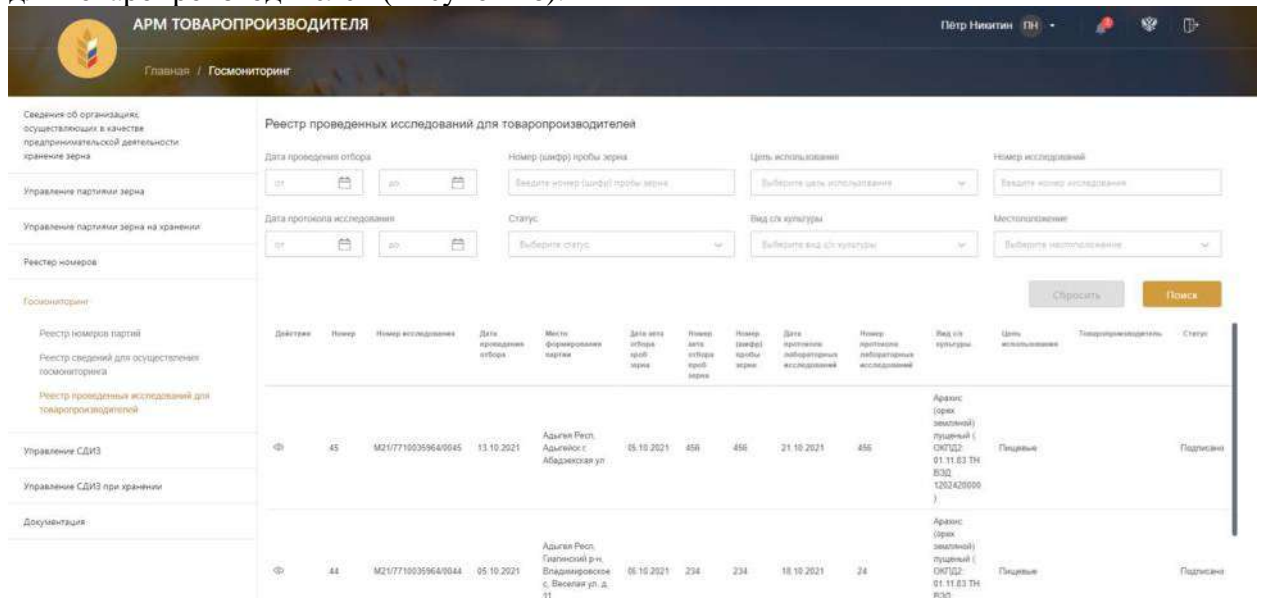 АРМ ТОВАРОПРОИЗВОДИТЕЛЯ
Пётр Никитин ПН
Главная / Госмониторинг
Сведения об организациях,
осуществляющих в качестве
предпринимательской деятельности
хранение зерна
Управление партиями зерна
Управление партиями зерна на хранении
Реестр номеров
Госмониторинг
Реестр номеров партий
Реестр сведений для осуществления
госмониторинга
Реестр проведенных исследований для
товаропроизводителей
Управление СДИЗ
Управление СДИЗ при хранении
Документация
Реестр проведенных исследований для товаропроизводителей
Дата проведения отбора
Номер (шифр) пробы зерна
Цель использования
Номер исследований
от
до
Введите номер (шифр) пробы зерна
Выберите цель использования
Введите номер исследования
Дата протокола исследования
Статус
Вид с/х культуры
Местоположение
от
до
Выберите статус
Выберите вид с/х культуры
Выберите местоположение
Сбросить
Поиск
Действие
Номер
Номер исследования
Дата
проведения
отбора
Место
формирования
партии
Дата акта
отбора
проб
зерна
Номер
акта
отбора
проб
зерна
Номер
(шифр)
пробы
зерна
Дата
протокола
лабораторных
исследований
Номер
протокола
лабораторных
исследований
Вид с/х
культуры
Цель
использования
Товаропроизводитель
Статус
45
М21/7710035964/0045
13.10.2021
Адыгея Респ,
Адыгейск г,
Абадзехская ул
05.10.2021
456
456
21.10.2021
456
Арахис
(орех
земляной)
лущеный (
ОКПД2:
01.11.83 ТН
ВЭД:
1202420000
)
Пищевые
Подписано
44
М21/7710035964/0044
05.10.2021
Адыгея Респ,
Гиагинский р-н,
Владимировское
с, Веселая ул, д.
11
06.10.2021
234
234
18.10.2021
24
Арахис
(орех
земляной)
лущеный (
ОКПД2:
01.11.83 ТН
ВЭД:
Пищевые
Подписано